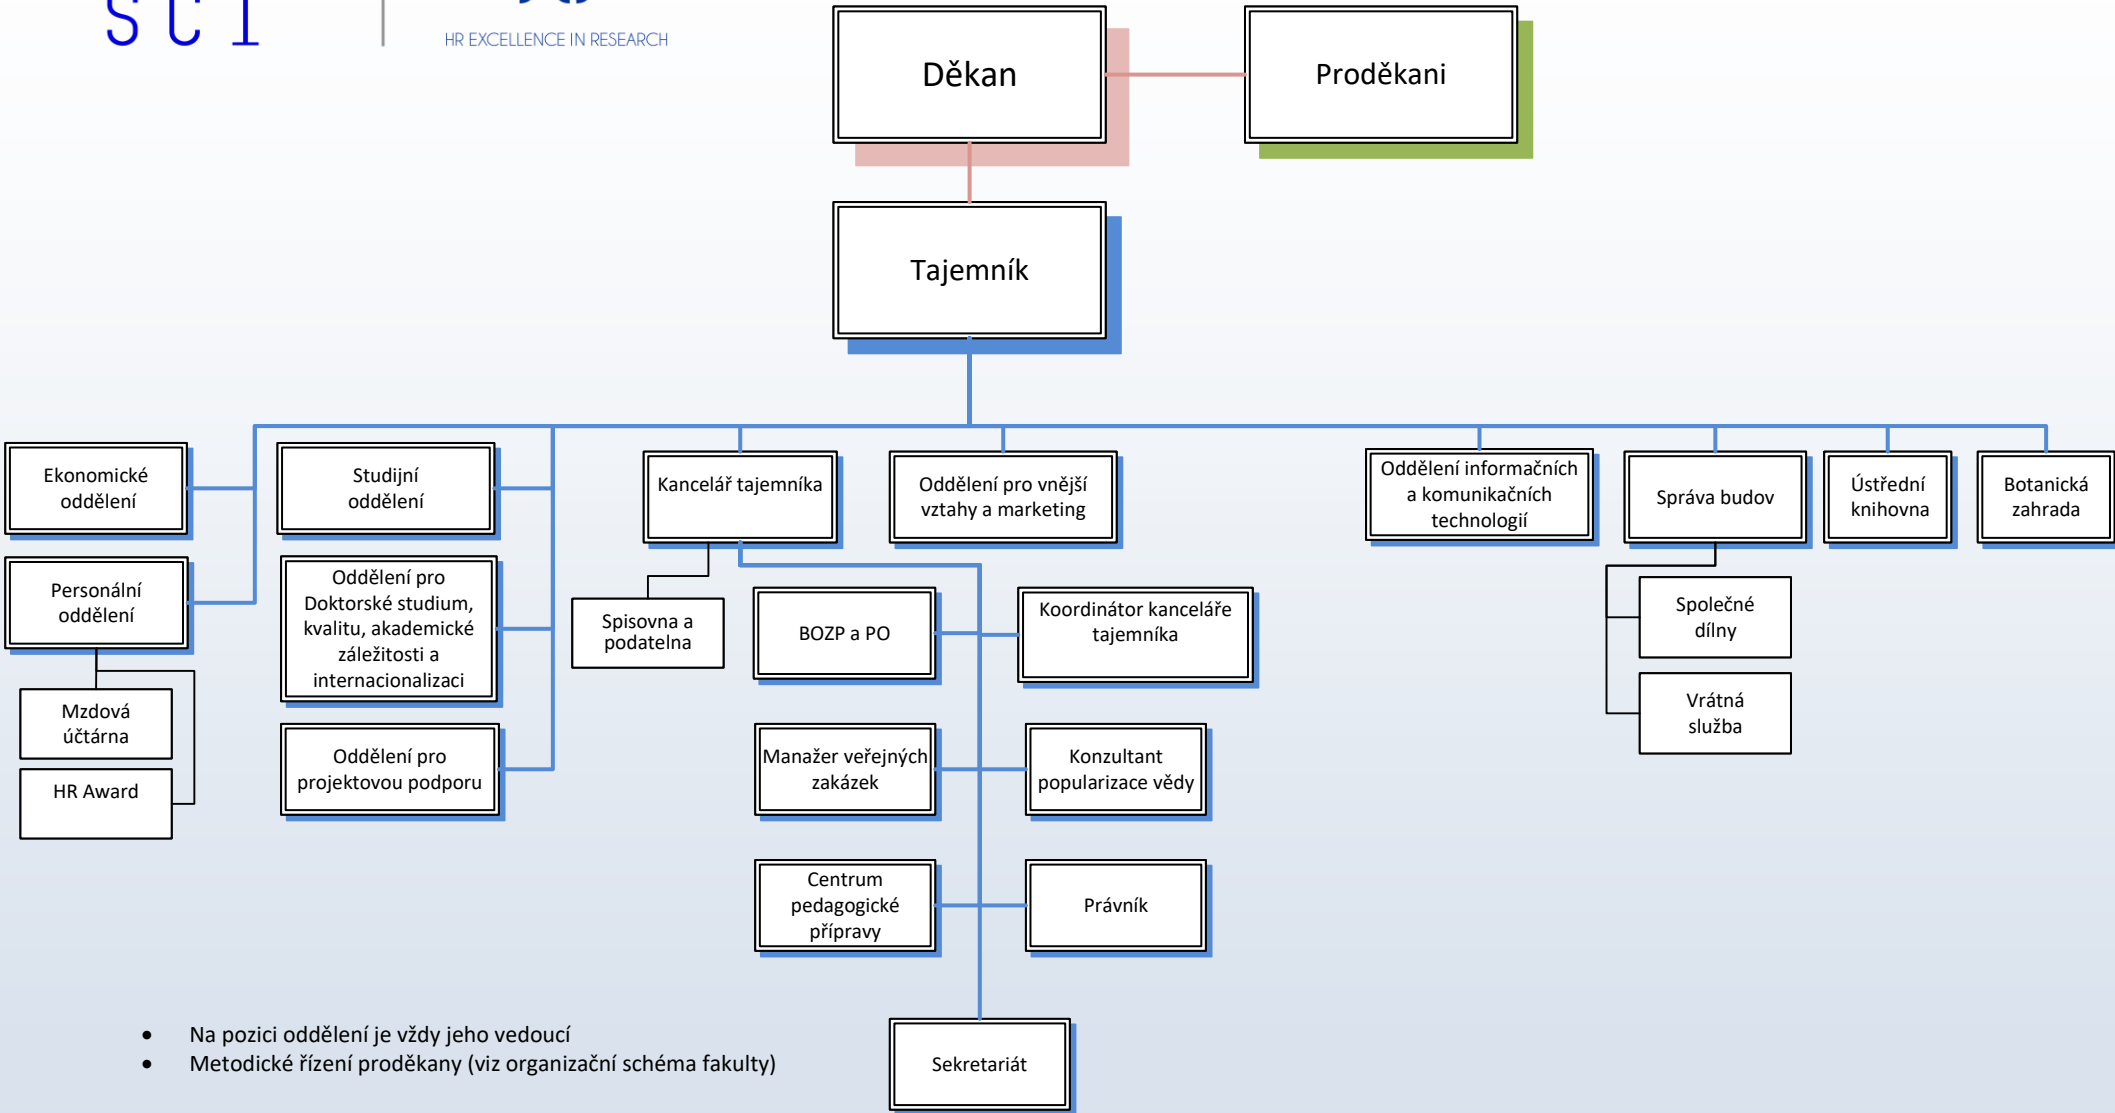 SCI
HR EXCELLENCE IN RESEARCH
Děkan
Proděkani
Tajemník
Ekonomické
oddělení
Studijní
oddělení
Kancelář tajemníka
Oddělení pro vnější
vztahy a marketing
Oddělení informačních
a komunikačních
technologií
Správa budov
Ústřední
knihovna
Botanická
zahrada
Personální
oddělení
Oddělení pro
Doktorské studium,
kvalitu, akademické
záležitosti a
internacionalizaci
Spisovna a
podatelna
BOZP a PO
Koordinátor kanceláře
tajemníka
Společné
dílny
Mzdová
účtárna
Vrátná
služba
HR Award
Oddělení pro
projektovou podporu
Manažer veřejných
zakázek
Konzultant
popularizace vědy
Centrum
pedagogické
přípravy
Právník
Sekretariát
• Na pozici oddělení je vždy jeho vedoucí
• Metodické řízení proděkany (viz organizační schéma fakulty)